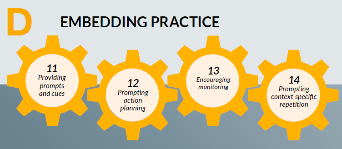 D EMBEDDING PRACTICE
11
Providing
prompts
and cues
12
Prompting
action
planning
13
Encouraging
monitoring
14
Prompting
context specific
repetition